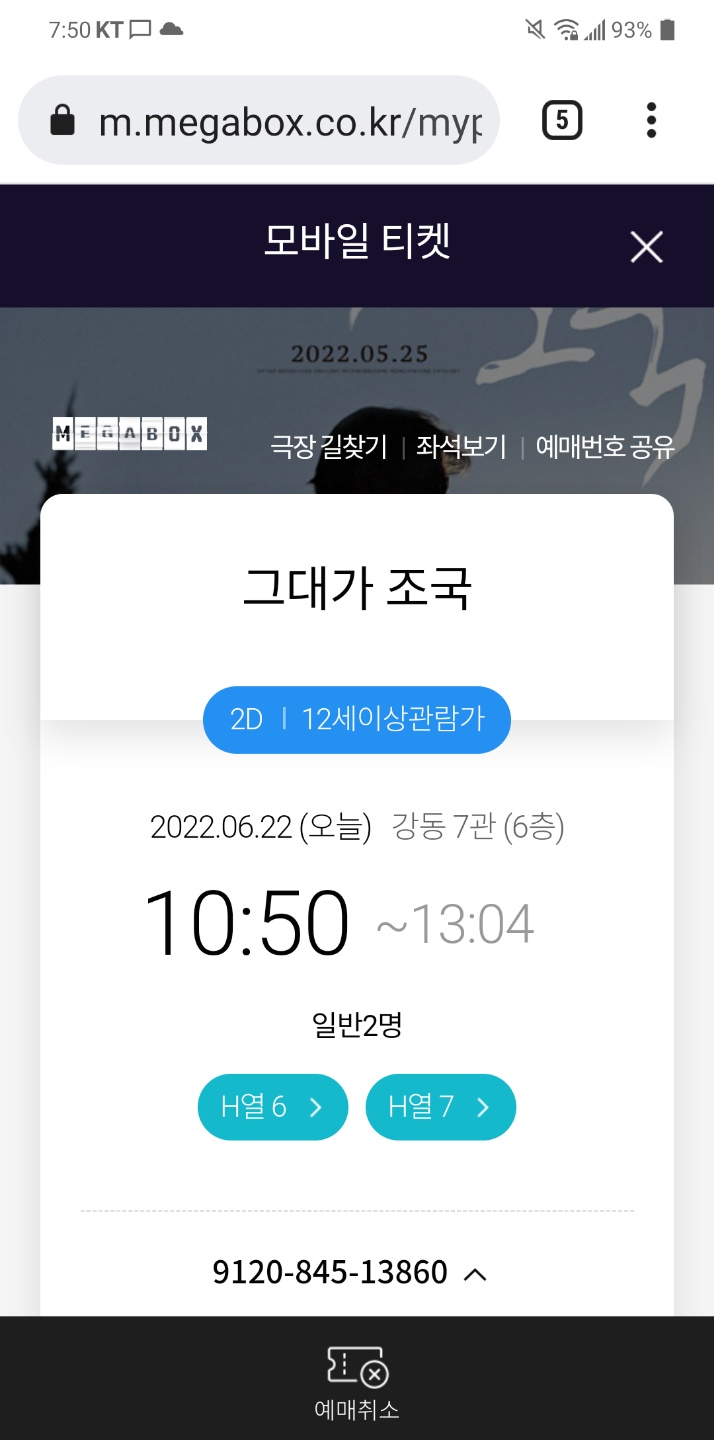 7:50 KT 93%
m.megabox.co.kr/myp
5
모바일 티켓
2022.05.25
MEGABOX
극장 길찾기 | 좌석보기 | 예매번호 공유
그대가 조국
2D | 12세이상관람가
2022.06.22 (오늘) 강동 7관 (6층)
10:50 ~13:04
일반2명
H열 6 H열 7
9120-845-13860
예매취소